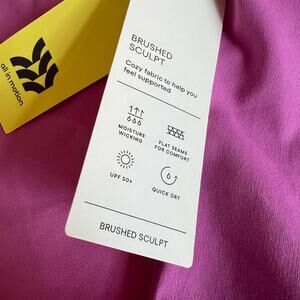 all in motion
BRUSHED
SCULPT
Cozy fabric to help you
feel supported
MOISTURE
WICKING
FLAT SEAMS
FOR COMFORT
UPF 50+
QUICK DRY
BRUSHED SCULPT